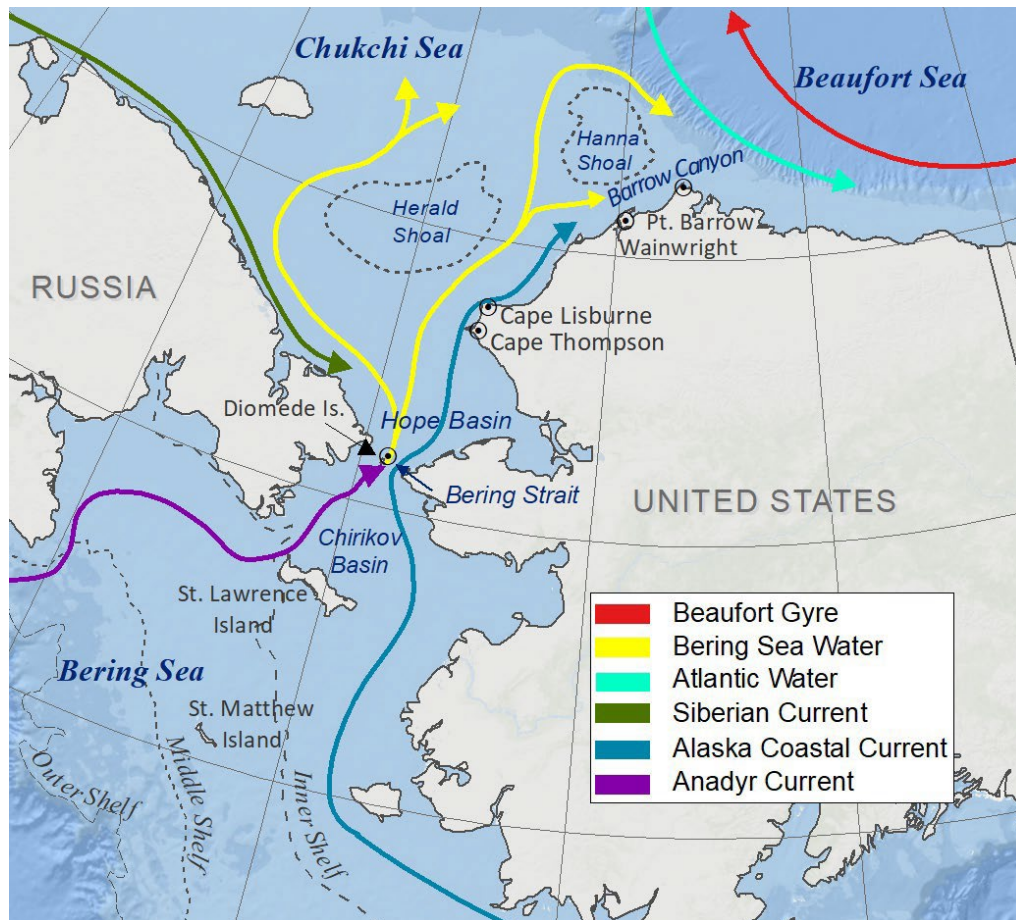 Chukchi Sea
Beaufort Sea
Hanna
Shoal
Barrow Canyon
Herald
Shoal
Pt. Barrow
Wainwright
RUSSIA
Cape Lisburne
Cape Thompson
Diomede Is.
Hope Basin
Bering Strait
UNITED STATES
Chirikov
Basin
St. Lawrence
Island
Bering Sea
St. Matthew
Island
Outer Shelf
Middle Shelf
Inner Shelf
Beaufort Gyre
Bering Sea Water
Atlantic Water
Siberian Current
Alaska Coastal Current
Anadyr Current